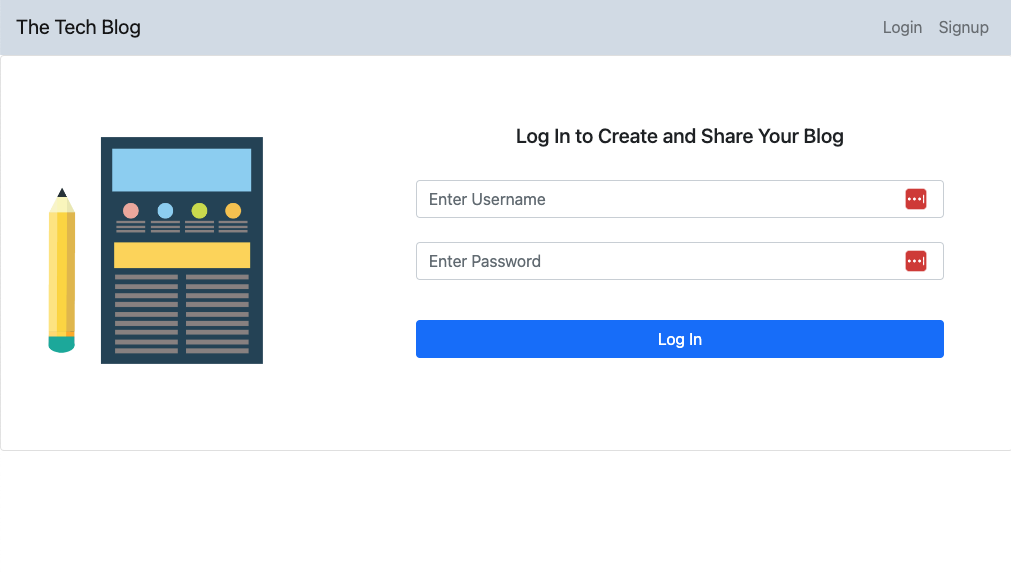 The Tech Blog
Login
Signup
Log In to Create and Share Your Blog
Enter Username
Enter Password
Log In